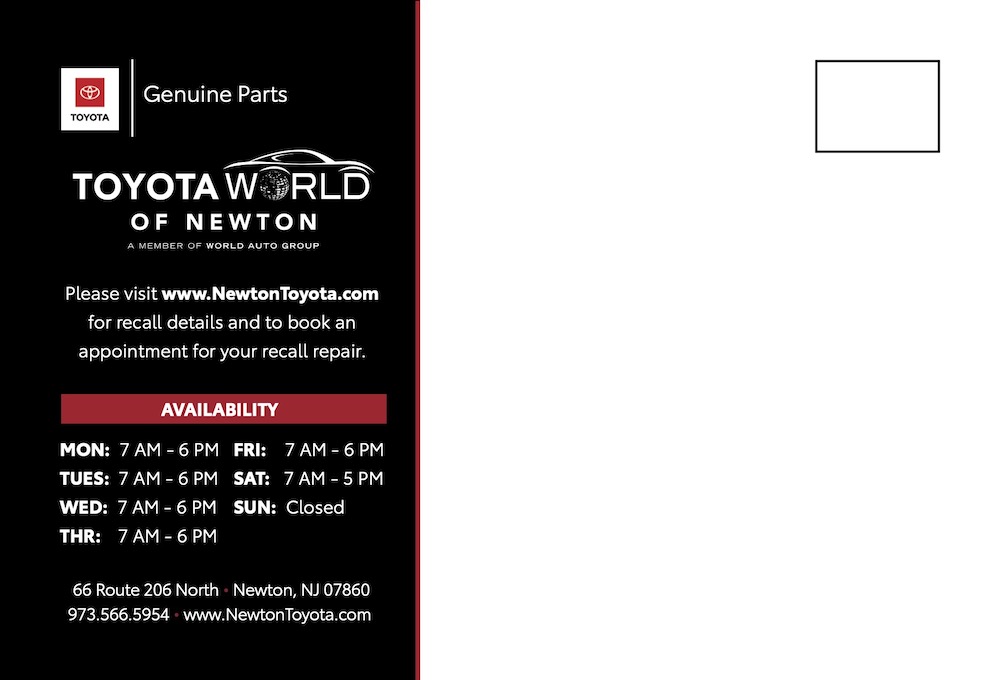 TOYOTA
Genuine Parts
TOYOTA WORLD
OF NEWTON
A MEMBER OF WORLD AUTO GROUP
Please visit www.NewtonToyota.com
for recall details and to book an
appointment for your recall repair.
AVAILABILITY
MON: 7 AM - 6 PM FRI: 7 AM - 6 PM
TUES: 7 AM - 6 PM SAT: 7 AM - 5 PM
WED: 7 AM - 6 PM SUN: Closed
THR: 7 AM - 6 PM
66 Route 206 North • Newton, NJ 07860
973.566.5954 • www.NewtonToyota.com